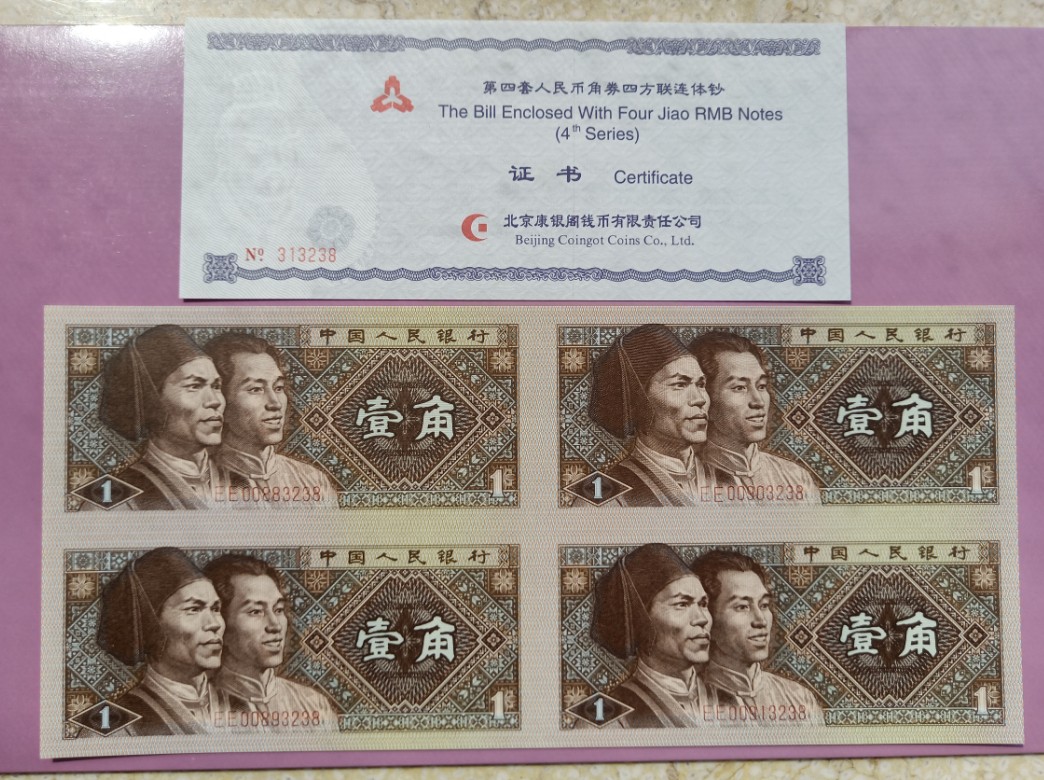 第四套人民币角券四方联连体钞
The Bill Enclosed With Four Jiao RMB Notes
(4th Series)
证书 Certificate
北京康银阁钱币有限责任公司
Beijing Coingot Coins Co., Ltd.
Nº 313238
中国人民银行
壹角
1 EE00883238 1
中国人民银行
壹角
1 EE00903238 1
中国人民银行
壹角
1 EE00893238 1
中国人民银行
壹角
1 EE00913238 1